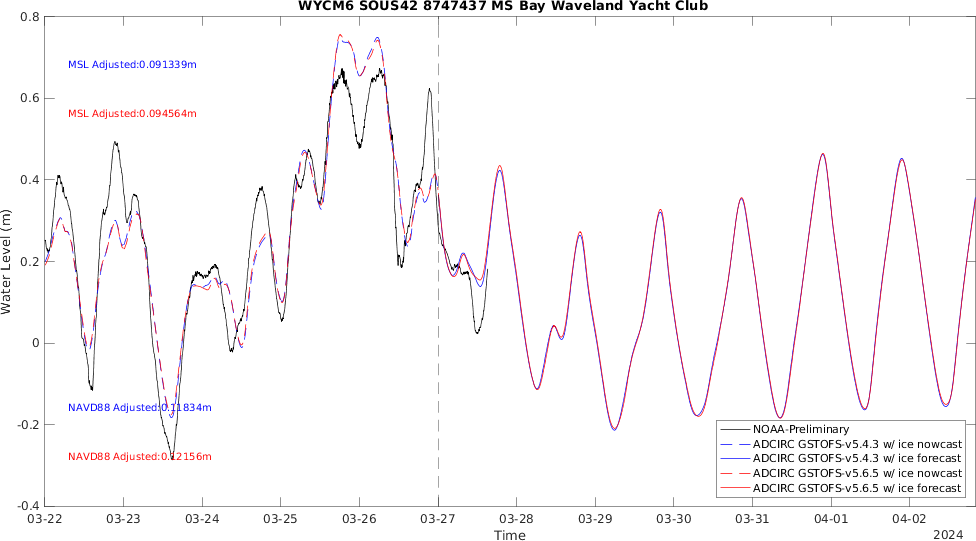 WYCM6 SOUS42 8747437 MS Bay Waveland Yacht Club
0.8
0.6
0.4
0.2
0
-0.2
-0.4
Water Level (m)
MSL Adjusted:0.091339m
MSL Adjusted:0.094564m
NAVD88 Adjusted:0.11834m
NAVD88 Adjusted:0.12156m
NOAA-Preliminary
ADCIRC GSTOFS-v5.4.3 w/ ice nowcast
ADCIRC GSTOFS-v5.4.3 w/ ice forecast
ADCIRC GSTOFS-v5.6.5 w/ ice nowcast
ADCIRC GSTOFS-v5.6.5 w/ ice forecast
03-22 03-23 03-24 03-25 03-26 03-27 03-28 03-29 03-30 03-31 04-01 04-02
Time
2024